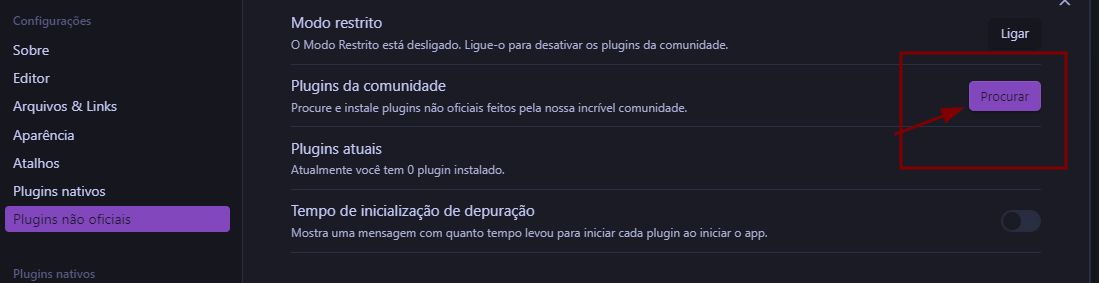 Configurações
Sobre
Editor
Arquivos & Links
Aparência
Atalhos
Plugins nativos
Plugins não oficiais
Plugins nativos
Modo restrito
O Modo Restrito está desligado. Ligue-o para desativar os plugins da comunidade.
Ligar
Plugins da comunidade
Procure e instale plugins não oficiais feitos pela nossa incrível comunidade.
Procurar
Plugins atuais
Atualmente você tem 0 plugin instalado.
Tempo de inicialização de depuração
Mostra uma mensagem com quanto tempo levou para iniciar cada plugin ao iniciar o app.